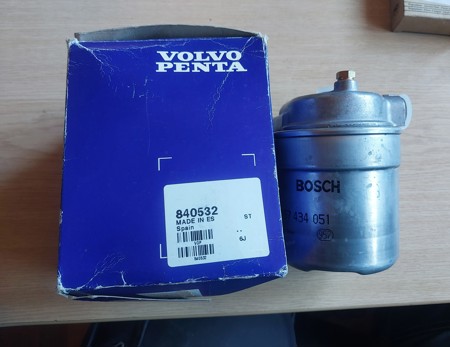 VOLVO
PENTA
840532
MADE IN ES
Spain
ST
6J
BOSCH
434 051